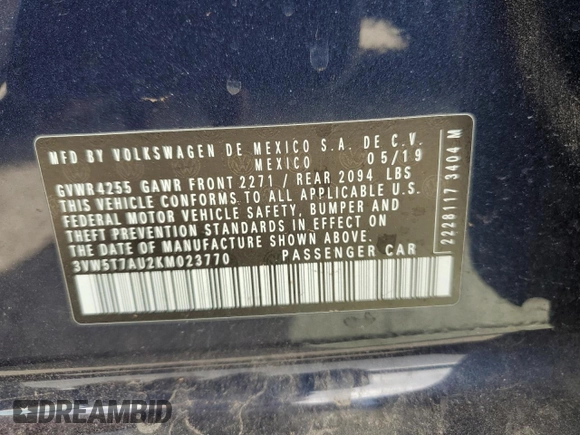 MFD BY VOLKSWAGEN DE MEXICO S.A. DE C.V.
MEXICO 05/19
GVWR4255 GAWR FRONT 2271 / REAR 2094 LBS
THIS VEHICLE CONFORMS TO ALL APPLICABLE U.S.
FEDERAL MOTOR VEHICLE SAFETY, BUMPER AND
THEFT PREVENTION STANDARDS IN EFFECT ON
THE DATE OF MANUFACTURE SHOWN ABOVE.
3VW5T7AU2KM023770 PASSENGER CAR
2228117 3404 M
DREAMBID